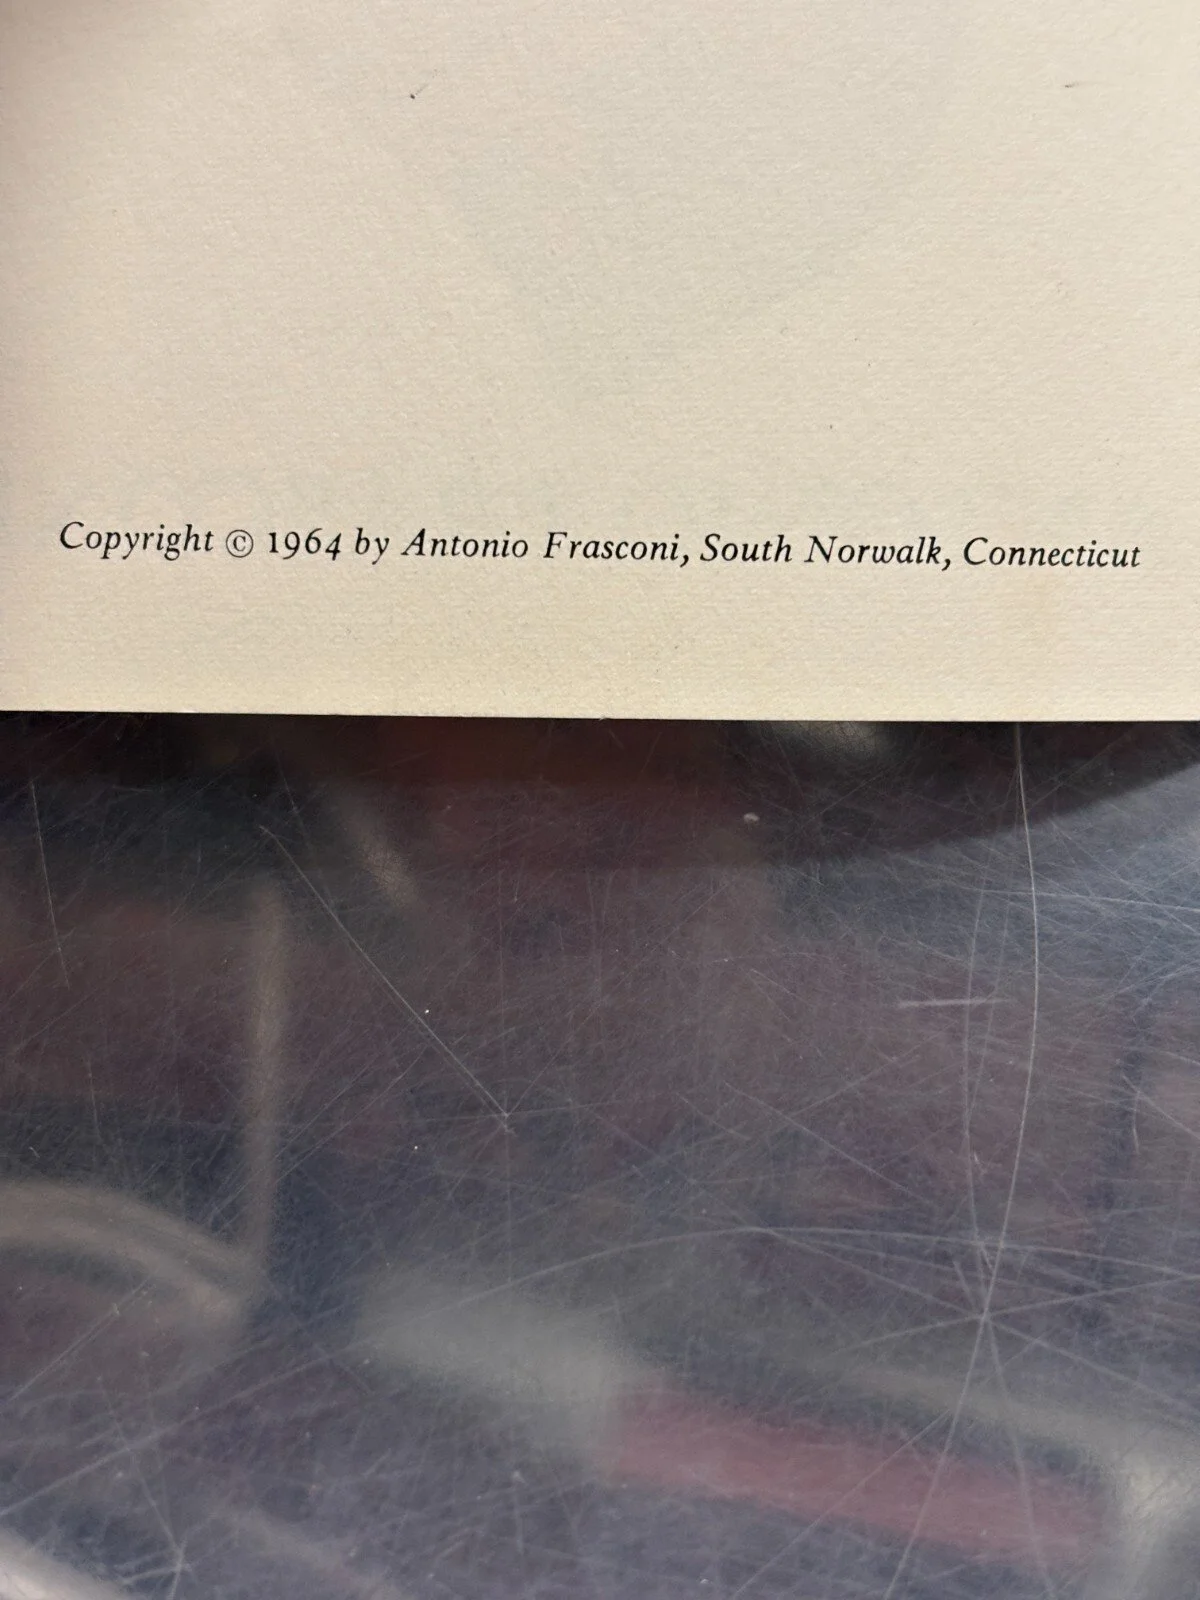 Copyright © 1964 by Antonio Frasconi, South Norwalk, Connecticut